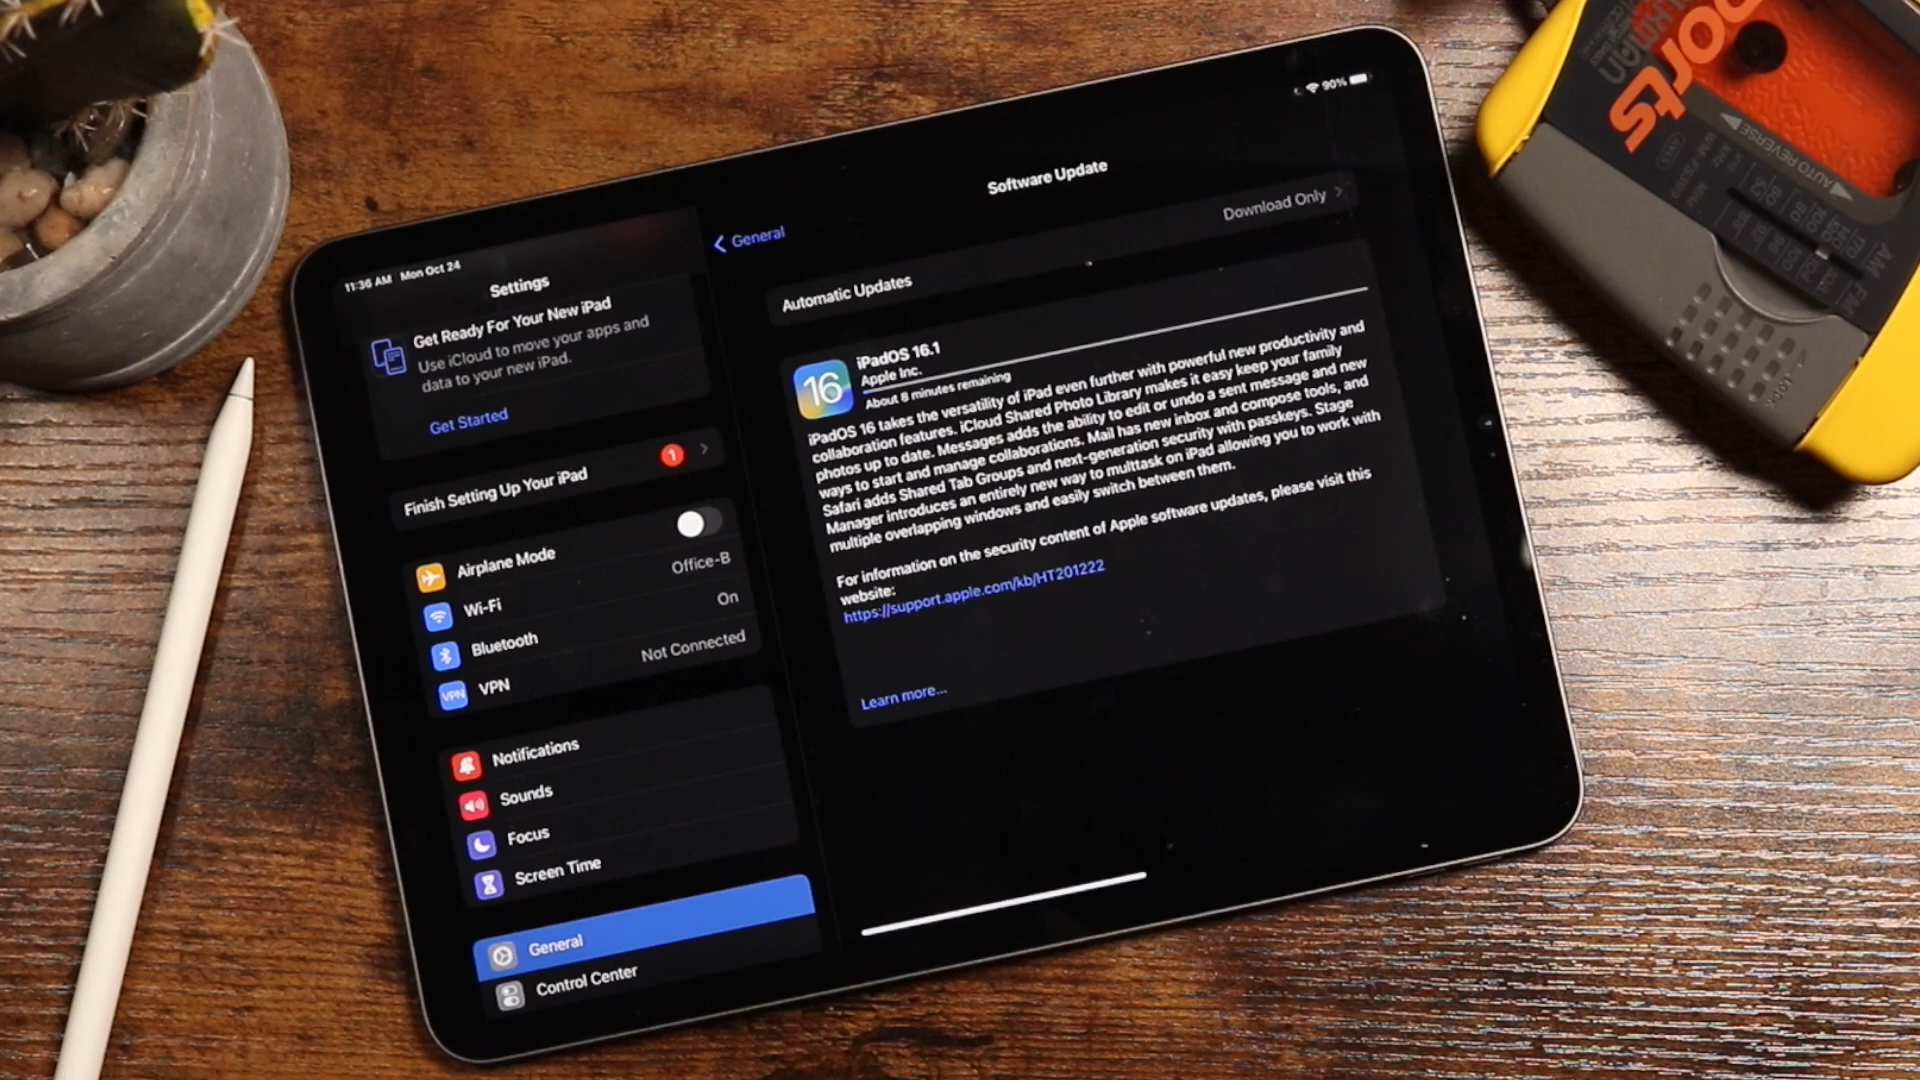 11:36 AM Mon Oct 24
90%
Settings
Get Ready For Your New iPad
Use iCloud to move your apps and
data to your new iPad.
Get Started
Finish Setting Up Your iPad
1
Airplane Mode
Wi-Fi
Office-B
Bluetooth
On
VPN
VPN
Not Connected
Notifications
Sounds
Focus
Screen Time
General
Control Center
General
Software Update
Automatic Updates
Download Only
16
iPadOS 16.1
Apple Inc.
About 8 minutes remaining
iPadOS 16 takes the versatility of iPad even further with powerful new productivity and
collaboration features. iCloud Shared Photo Library makes it easy keep your family
photos up to date. Messages adds the ability to edit or undo a sent message and new
ways to start and manage collaborations. Mail has new inbox and compose tools, and
Safari adds Shared Tab Groups and next-generation security with passkeys. Stage
Manager introduces an entirely new way to multtask on iPad allowing you to work with
multiple overlapping windows and easily switch between them.
For information on the security content of Apple software updates, please visit this
website:
https://support.apple.com/kb/HT201222
Learn more...
orts
AUTO REVERSE
AM
FM